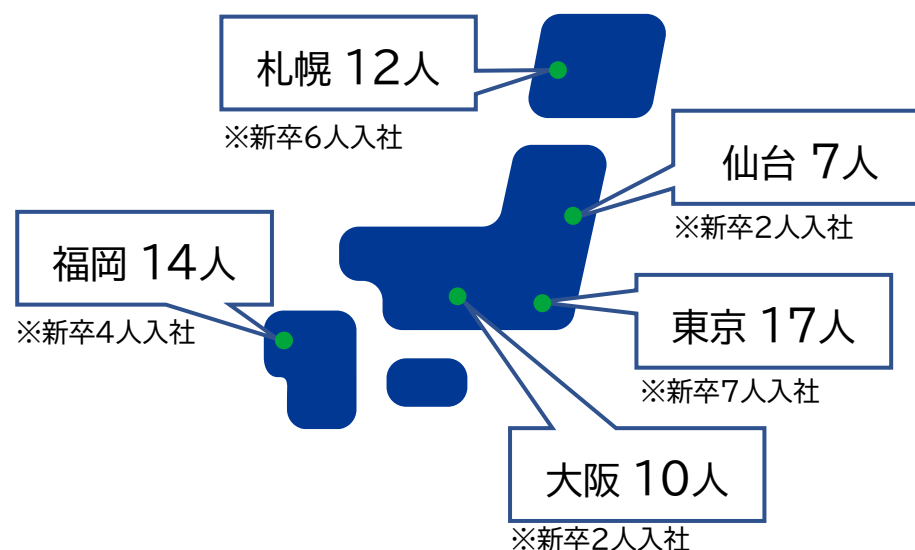 札幌 12人
※新卒6人入社
仙台 7人
※新卒2人入社
福岡 14人
※新卒4人入社
東京 17人
※新卒7人入社
大阪 10人
※新卒2人入社